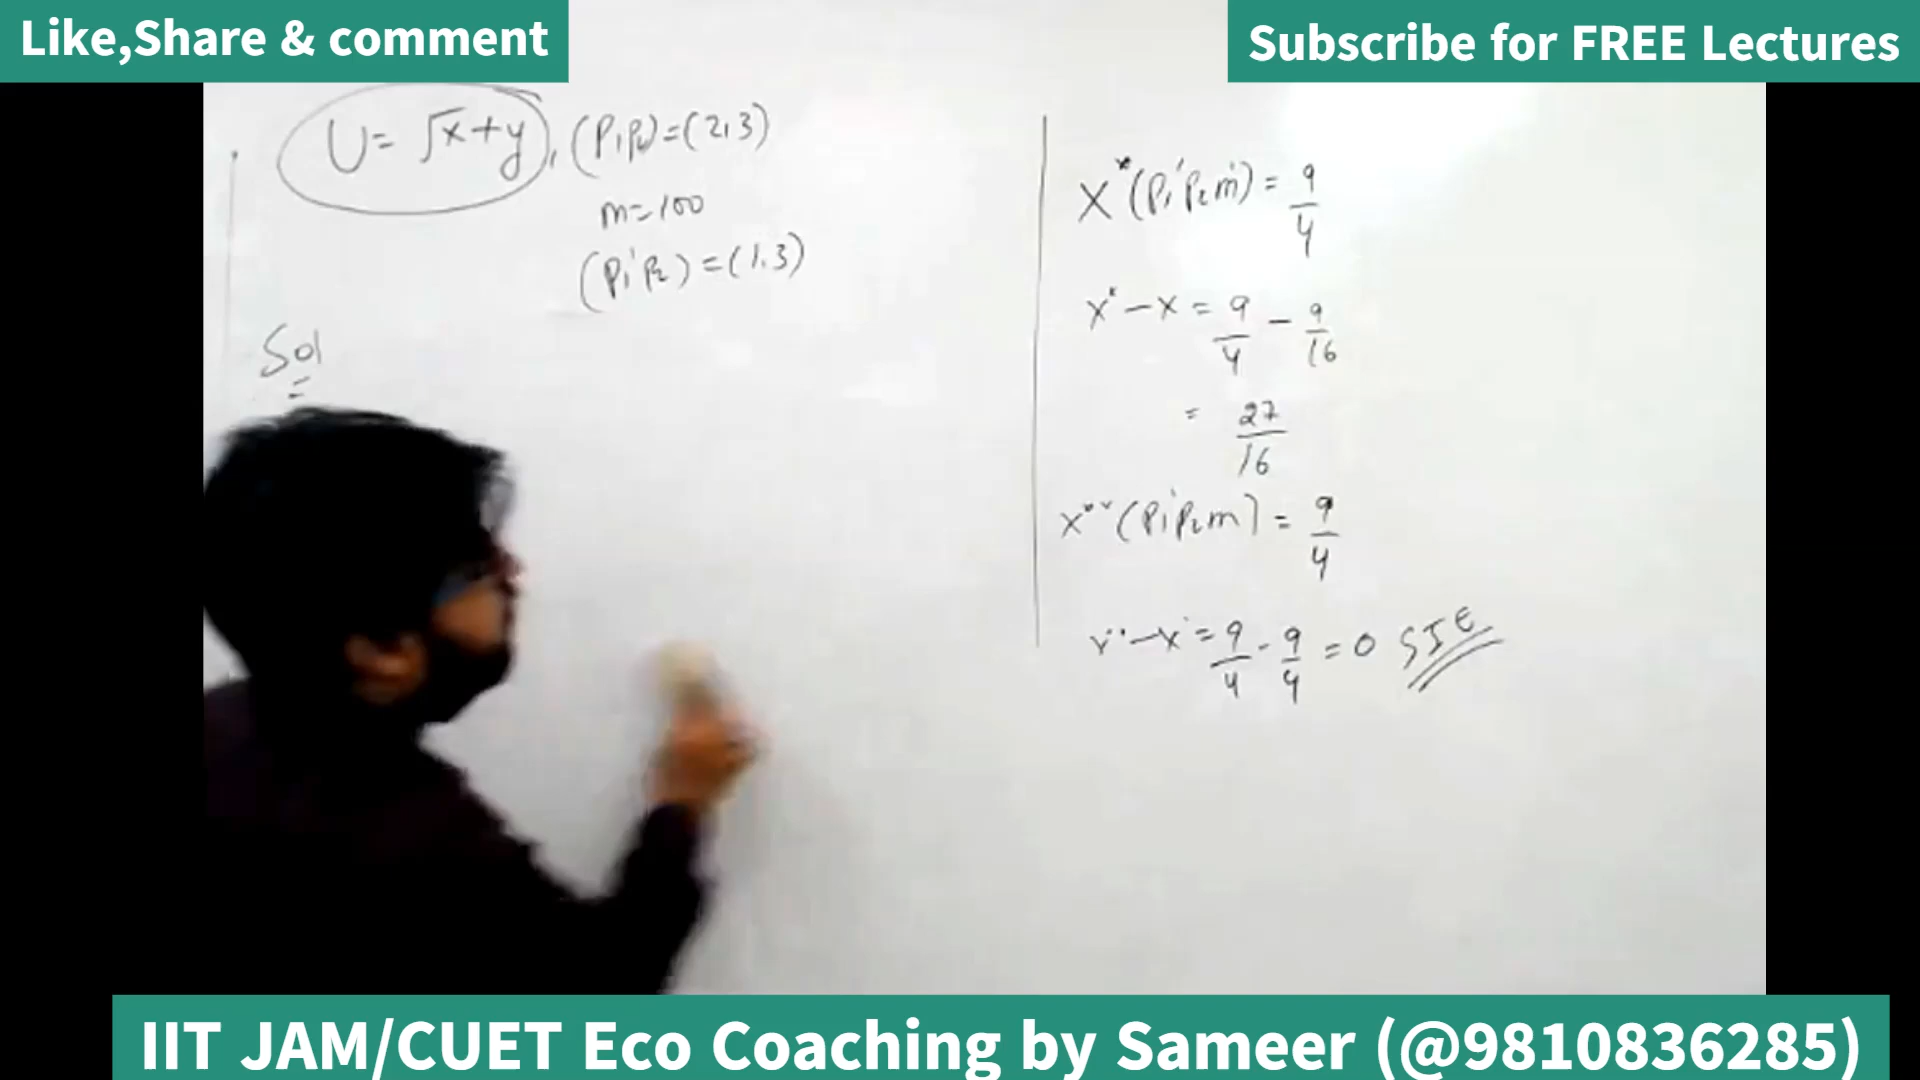 Like,Share & comment
Subscribe for FREE Lectures
U = √x + y, (P₁P₂) = (2,3)
m = 100
(P₁'P₂) = (1.3)
Sol
X*(P₁'P₂m') = 9/4
X* - X = 9/4 - 9/16
= 27/16
X**(P₁'P₂m) = 9/4
= 9/4 - 9/4 = 0 SIE
IIT JAM/CUET Eco Coaching by Sameer (@9810836285)